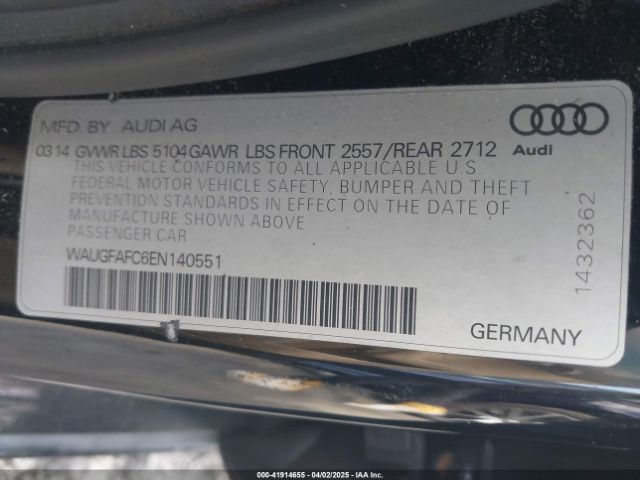 MFD. BY AUDI AG
03 14 GVWR LBS 5104 GAWR LBS FRONT 2557/REAR 2712
Audi
THIS VEHICLE CONFORMS TO ALL APPLICABLE U.S.
FEDERAL MOTOR VEHICLE SAFETY, BUMPER AND THEFT
PREVENTION STANDARDS IN EFFECT ON THE DATE OF
MANUFACTURE SHOWN ABOVE
PASSENGER CAR
WAUGFAFC6EN140551
1432362
GERMANY
000-41914655 - 04/02/2025 - IAA Inc.